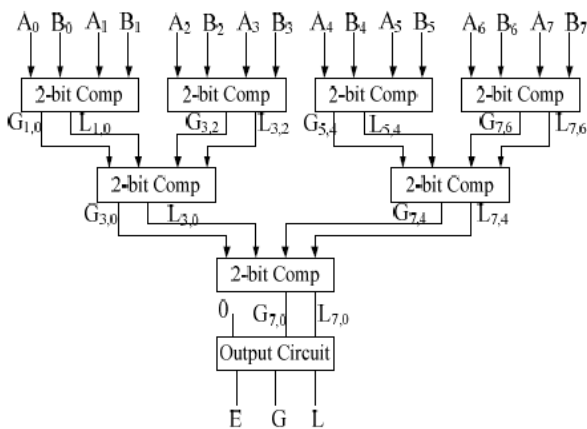 A0 B0 A1 B1 A2 B2 A3 B3 A4 B4 A5 B5 A6 B6 A7 B7
2-bit Comp 2-bit Comp 2-bit Comp 2-bit Comp
G1,0 L1,0 G3,2 L3,2 G5,4 L5,4 G7,6 L7,6
2-bit Comp 2-bit Comp
G3,0 L3,0 G7,4 L7,4
2-bit Comp
0 G7,0 L7,0
Output Circuit
E G L